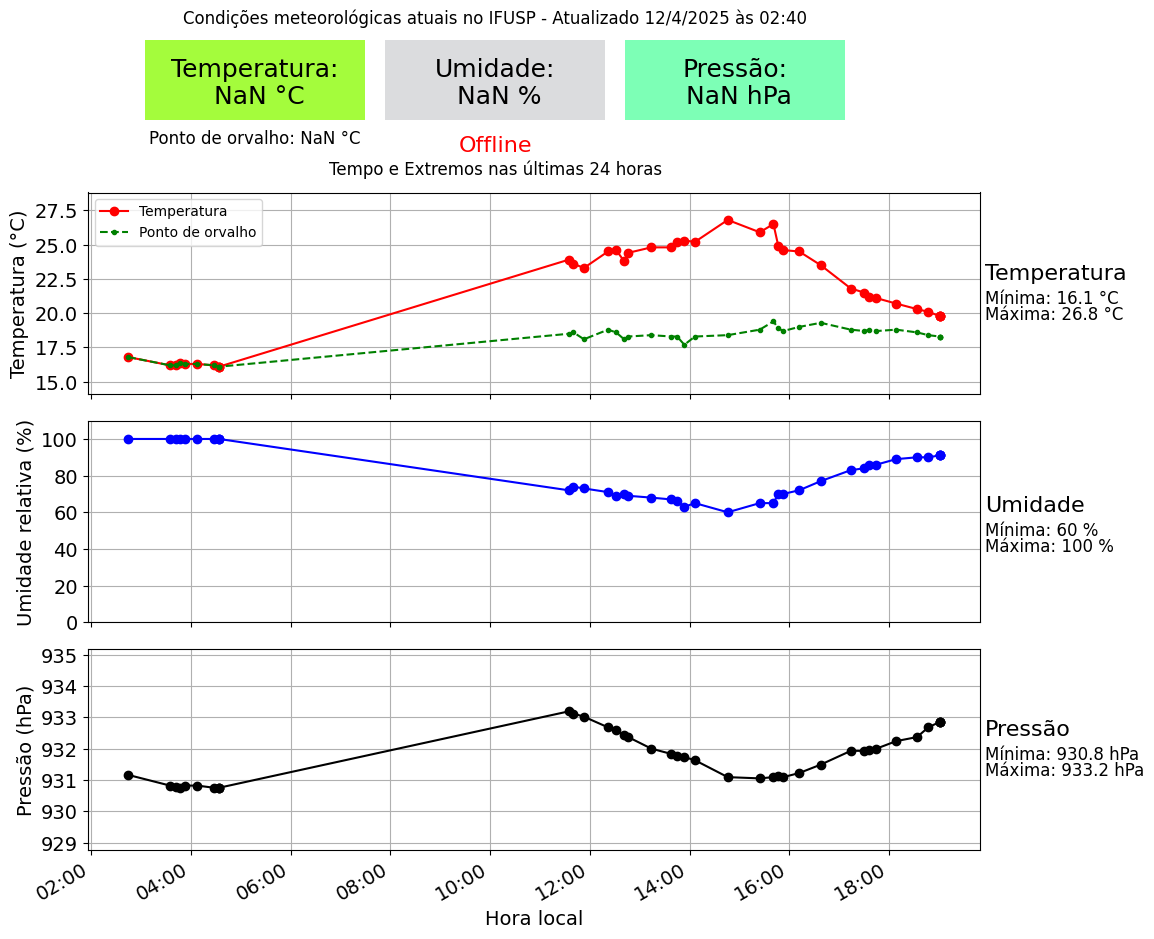 Condições meteorológicas atuais no IFUSP - Atualizado 12/4/2025 às 02:40
Temperatura:
NaN °C
Umidade:
NaN %
Pressão:
NaN hPa
Ponto de orvalho: NaN °C
Offline
Tempo e Extremos nas últimas 24 horas
Temperatura (°C)
27.5
25.0
22.5
20.0
17.5
15.0
Temperatura
Ponto de orvalho
Temperatura
Mínima: 16.1 °C
Máxima: 26.8 °C
Umidade relativa (%)
100
80
60
40
20
0
Umidade
Mínima: 60 %
Máxima: 100 %
Pressão (hPa)
935
934
933
932
931
930
929
Pressão
Mínima: 930.8 hPa
Máxima: 933.2 hPa
02:00 04:00 06:00 08:00 10:00 12:00 14:00 16:00 18:00
Hora local